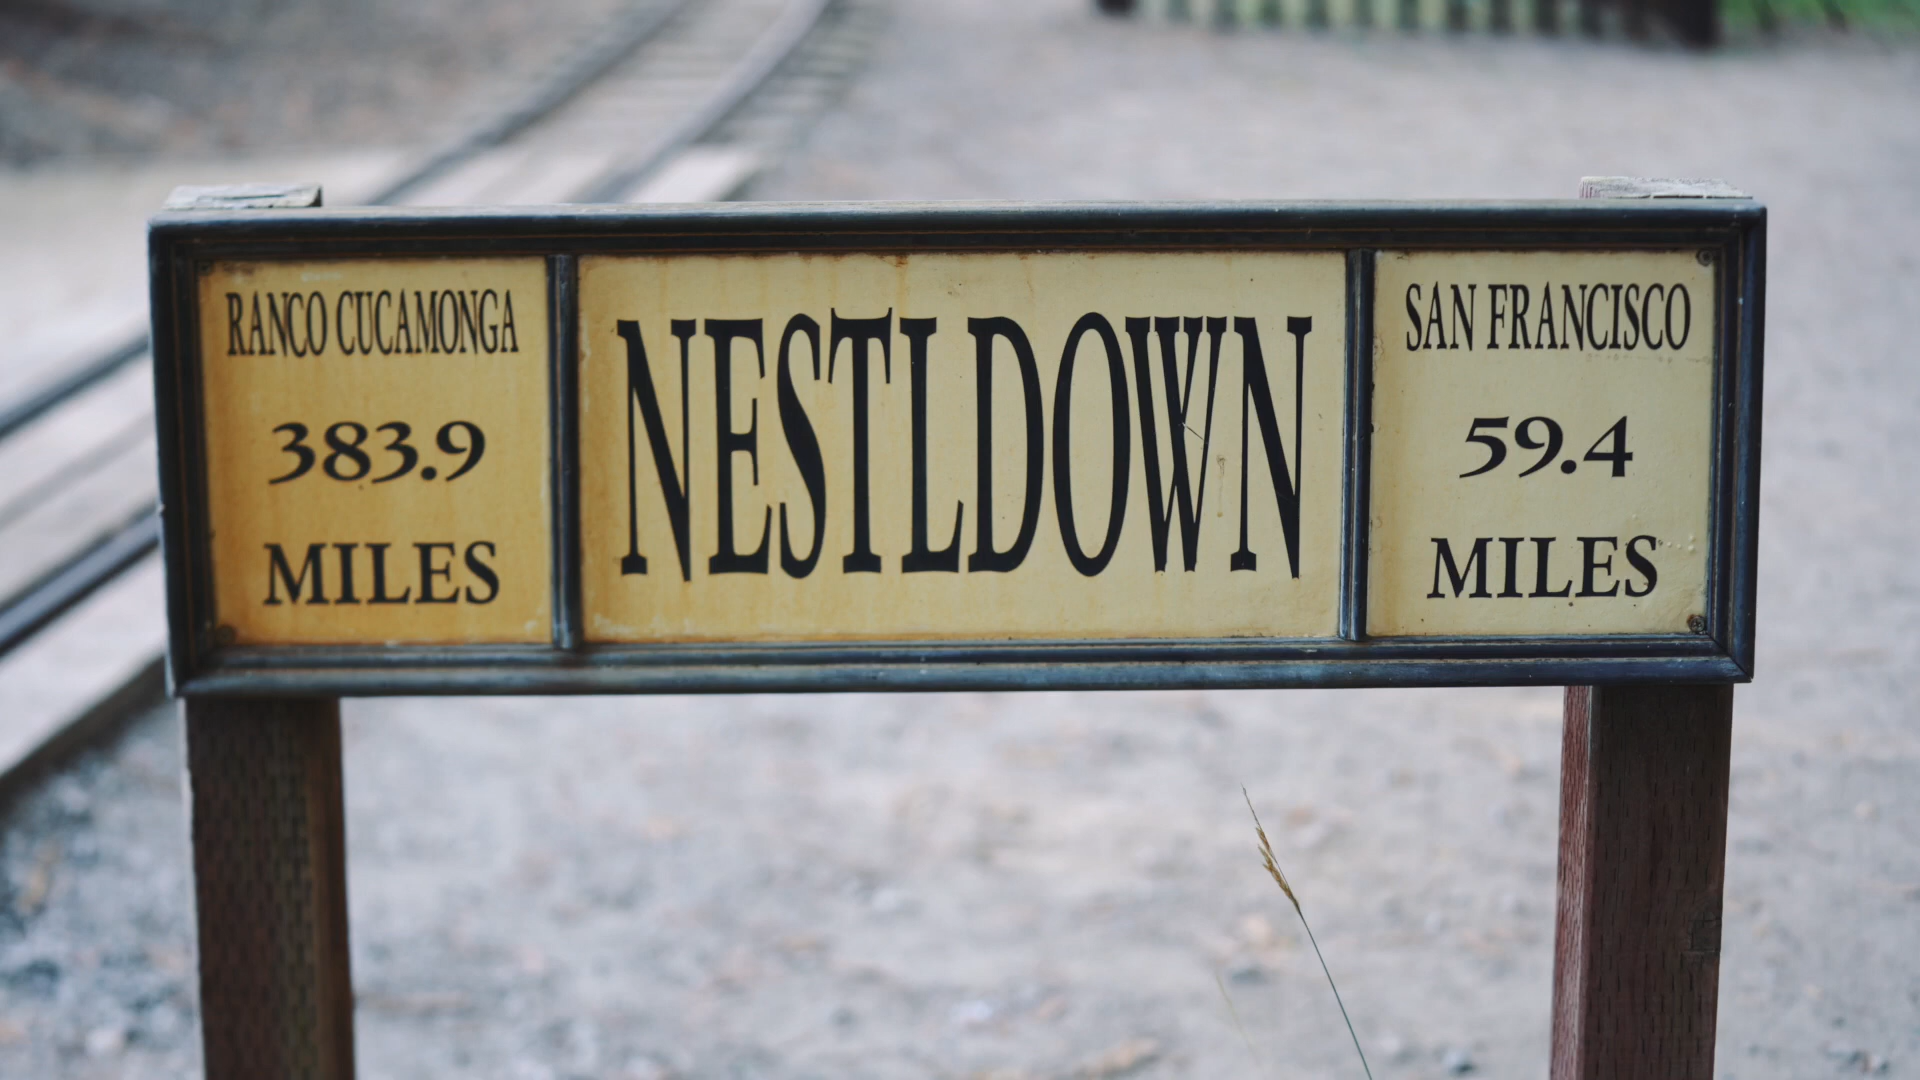 RANCO CUCAMONGA
383.9
MILES
NESTLDOWN
SAN FRANCISCO
59.4
MILES